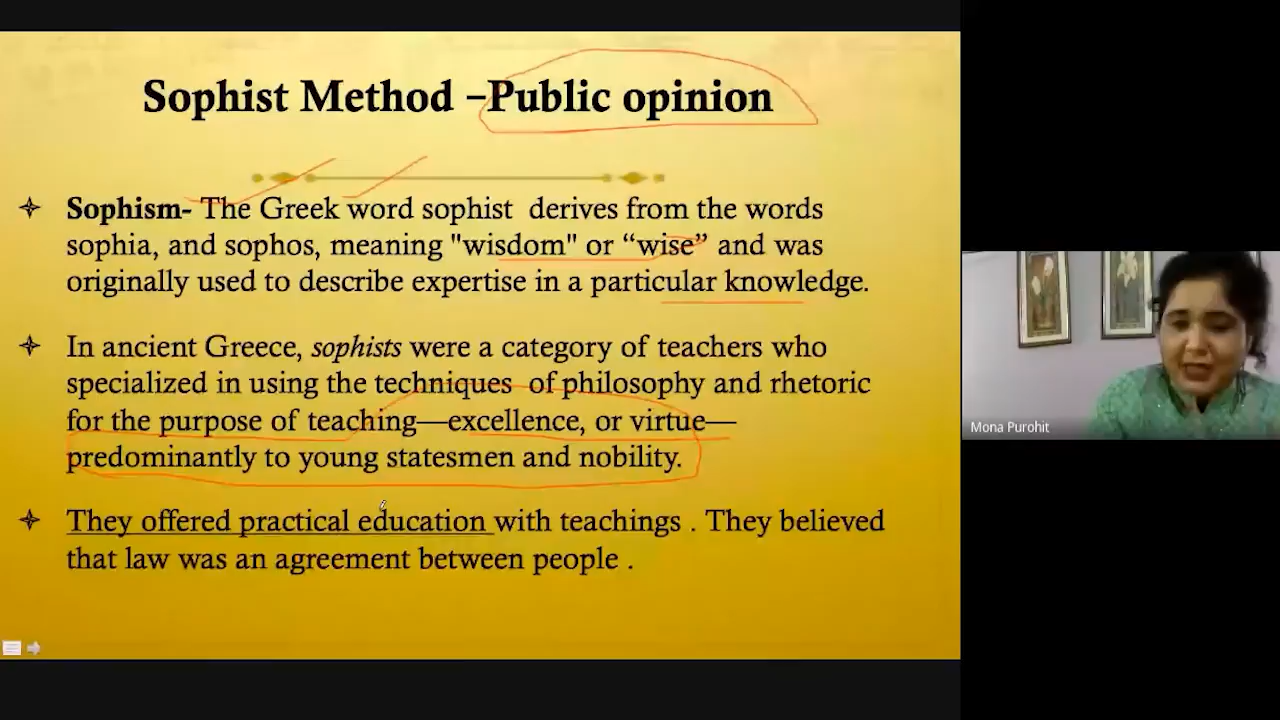 Sophist Method –Public opinion
Sophism- The Greek word sophist derives from the words
sophia, and sophos, meaning "wisdom" or “wise” and was
originally used to describe expertise in a particular knowledge.
In ancient Greece, sophists were a category of teachers who
specialized in using the techniques of philosophy and rhetoric
for the purpose of teaching—excellence, or virtue—
predominantly to young statesmen and nobility.
They offered practical education with teachings . They believed
that law was an agreement between people .
Mona Purohit